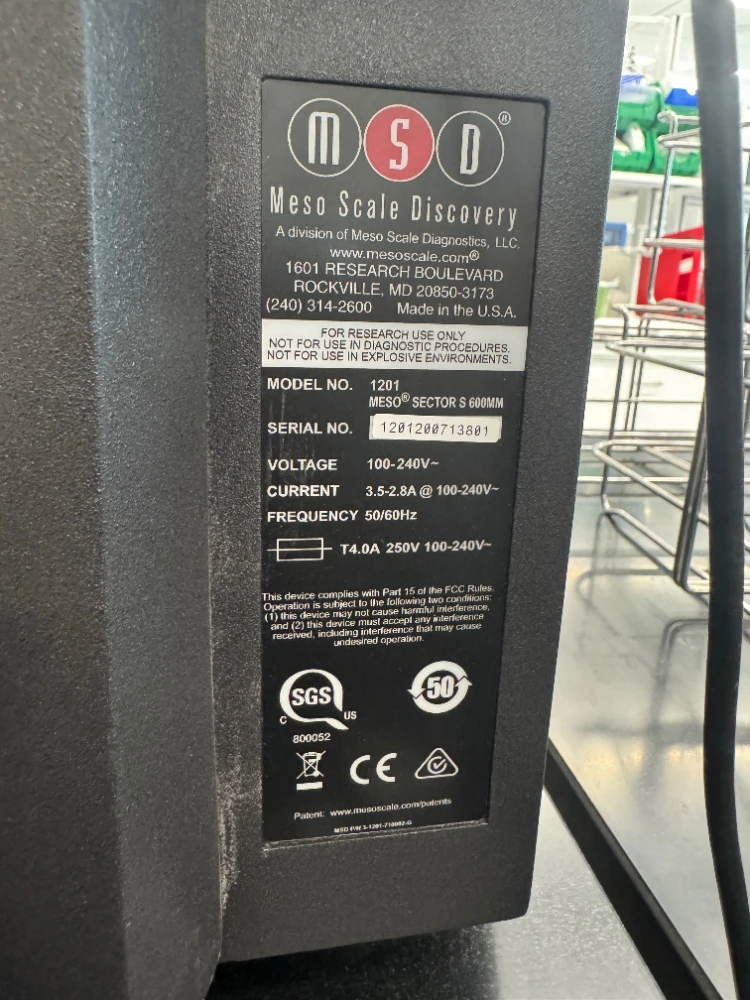 MSD®
Meso Scale Discovery
A division of Meso Scale Diagnostics, LLC.
www.mesoscale.com®
1601 RESEARCH BOULEVARD
ROCKVILLE, MD 20850-3173
(240) 314-2600 Made in the U.S.A.
FOR RESEARCH USE ONLY
NOT FOR USE IN DIAGNOSTIC PROCEDURES.
NOT FOR USE IN EXPLOSIVE ENVIRONMENTS.
MODEL NO. 1201
MESO® SECTOR S 600MM
SERIAL NO. 1201200713801
VOLTAGE 100-240V~
CURRENT 3.5-2.8A @ 100-240V~
FREQUENCY 50/60Hz
T4.0A 250V 100-240V~
This device complies with Part 15 of the FCC Rules.
Operation is subject to the following two conditions:
(1) this device may not cause harmful interference,
and (2) this device must accept any interference
received, including interference that may cause
undesired operation.
SGS 50
C US
800052
CE
Patent: www.mesoscale.com/patents
MSD P/N